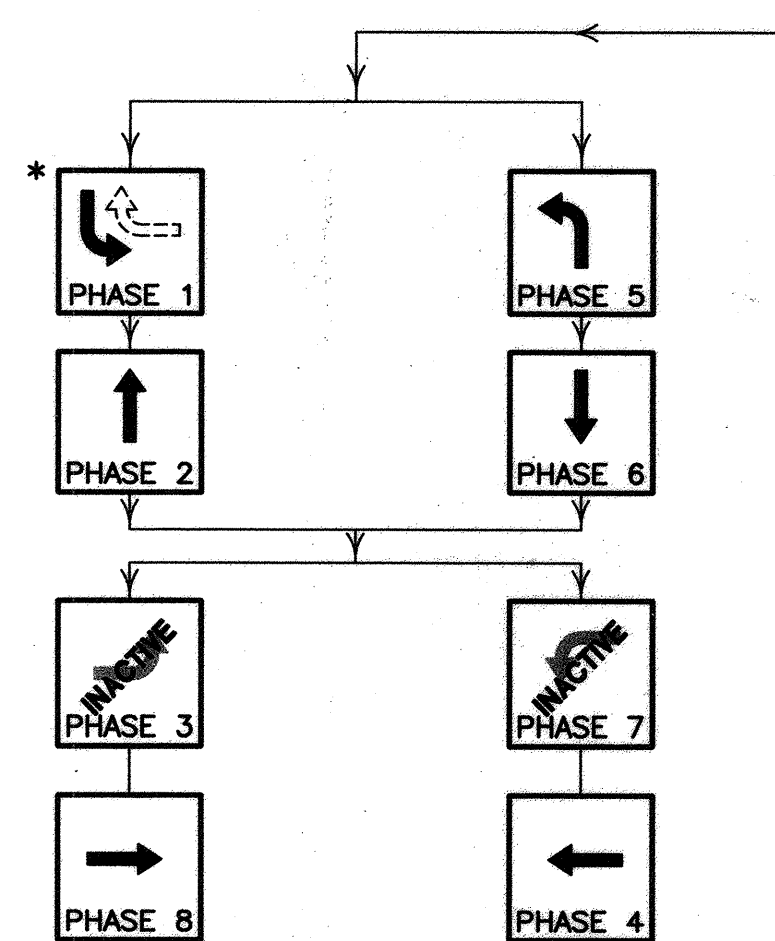 *
PHASE 1
PHASE 5
PHASE 2
PHASE 6
INACTIVE
PHASE 3
INACTIVE
PHASE 7
PHASE 8
PHASE 4